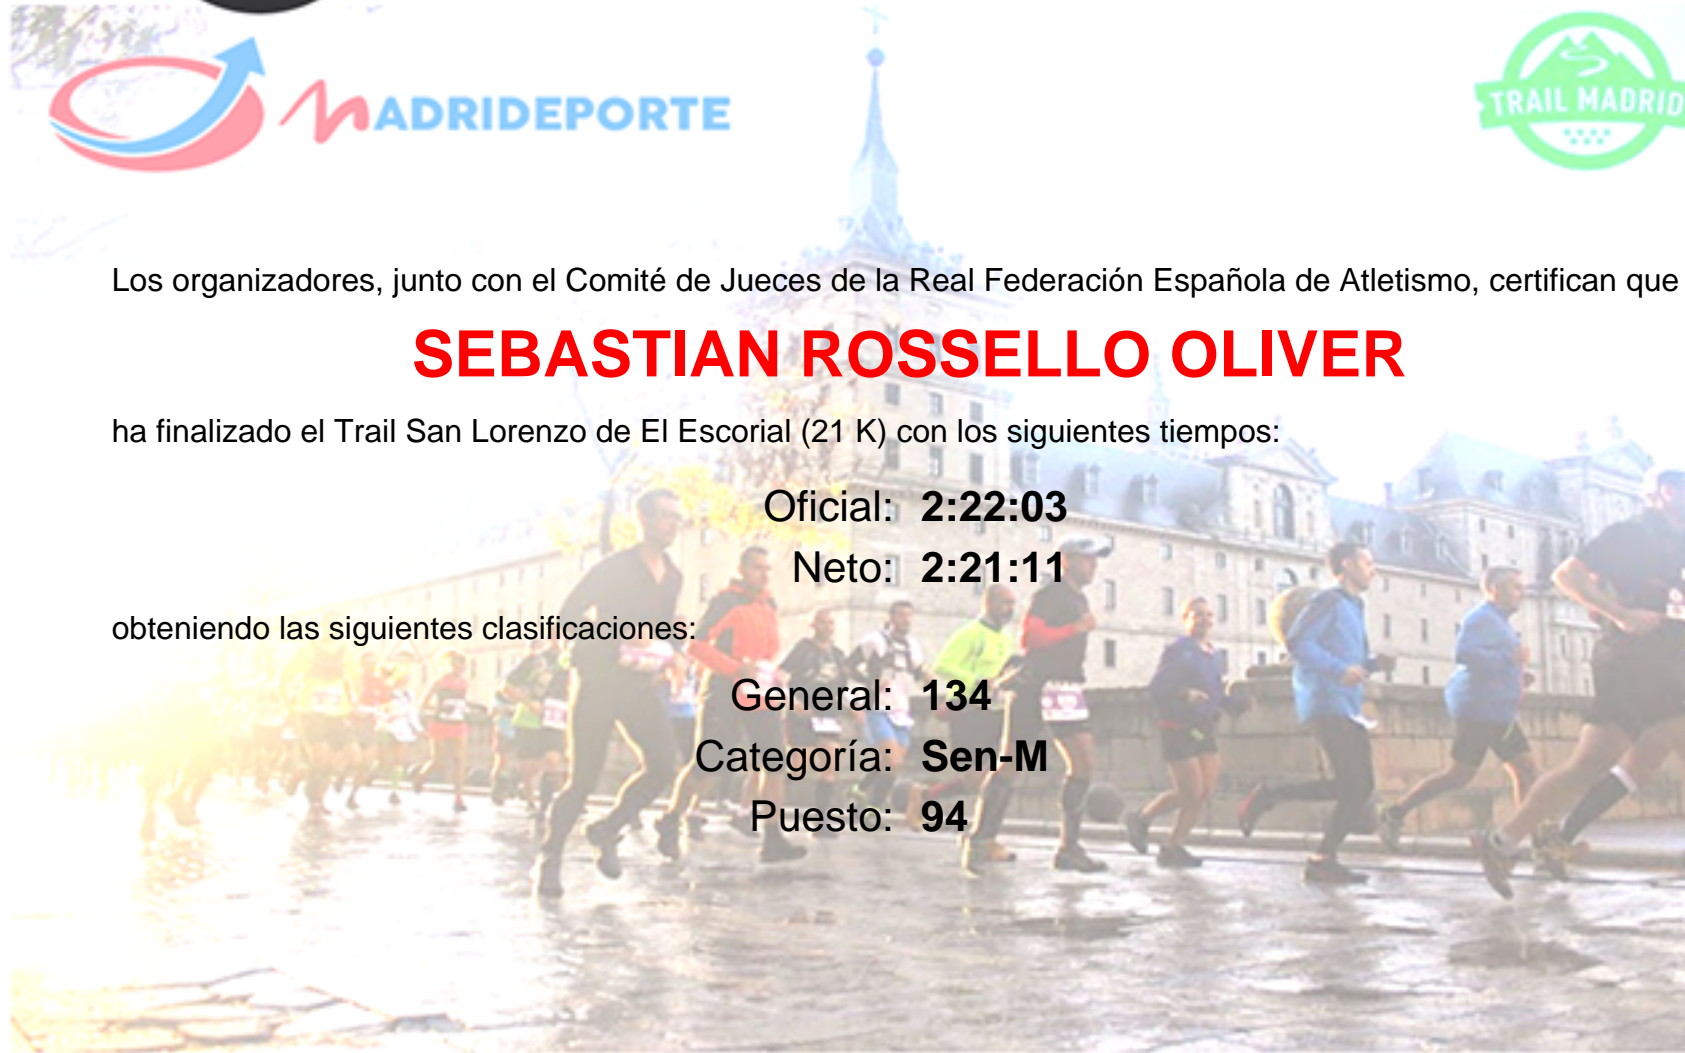 MADRIDEPORTE
TRAIL MADRID
Los organizadores, junto con el Comité de Jueces de la Real Federación Española de Atletismo, certifican que
SEBASTIAN ROSSELLO OLIVER
ha finalizado el Trail San Lorenzo de El Escorial (21 K) con los siguientes tiempos:
Oficial: 2:22:03
Neto: 2:21:11
obteniendo las siguientes clasificaciones:
General: 134
Categoría: Sen-M
Puesto: 94